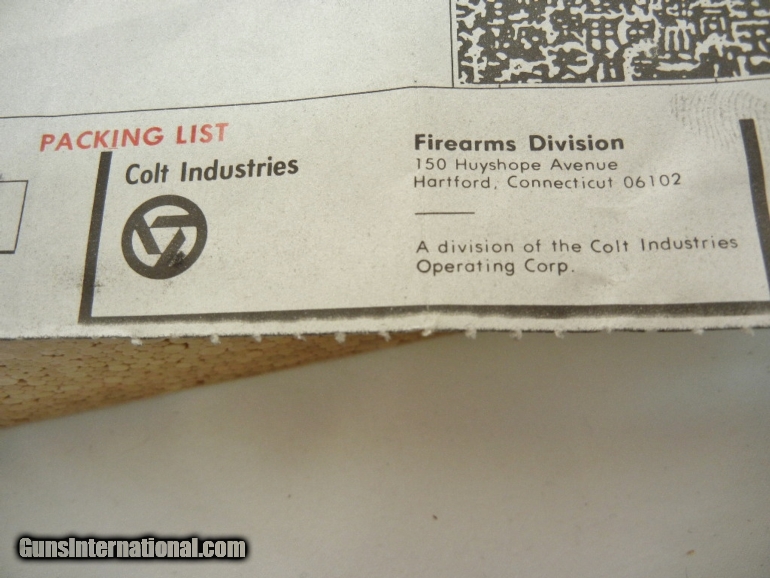 PACKING LIST
Colt Industries
Firearms Division
150 Huyshope Avenue
Hartford, Connecticut 06102
A division of the Colt Industries
Operating Corp.
GunsInternational.com